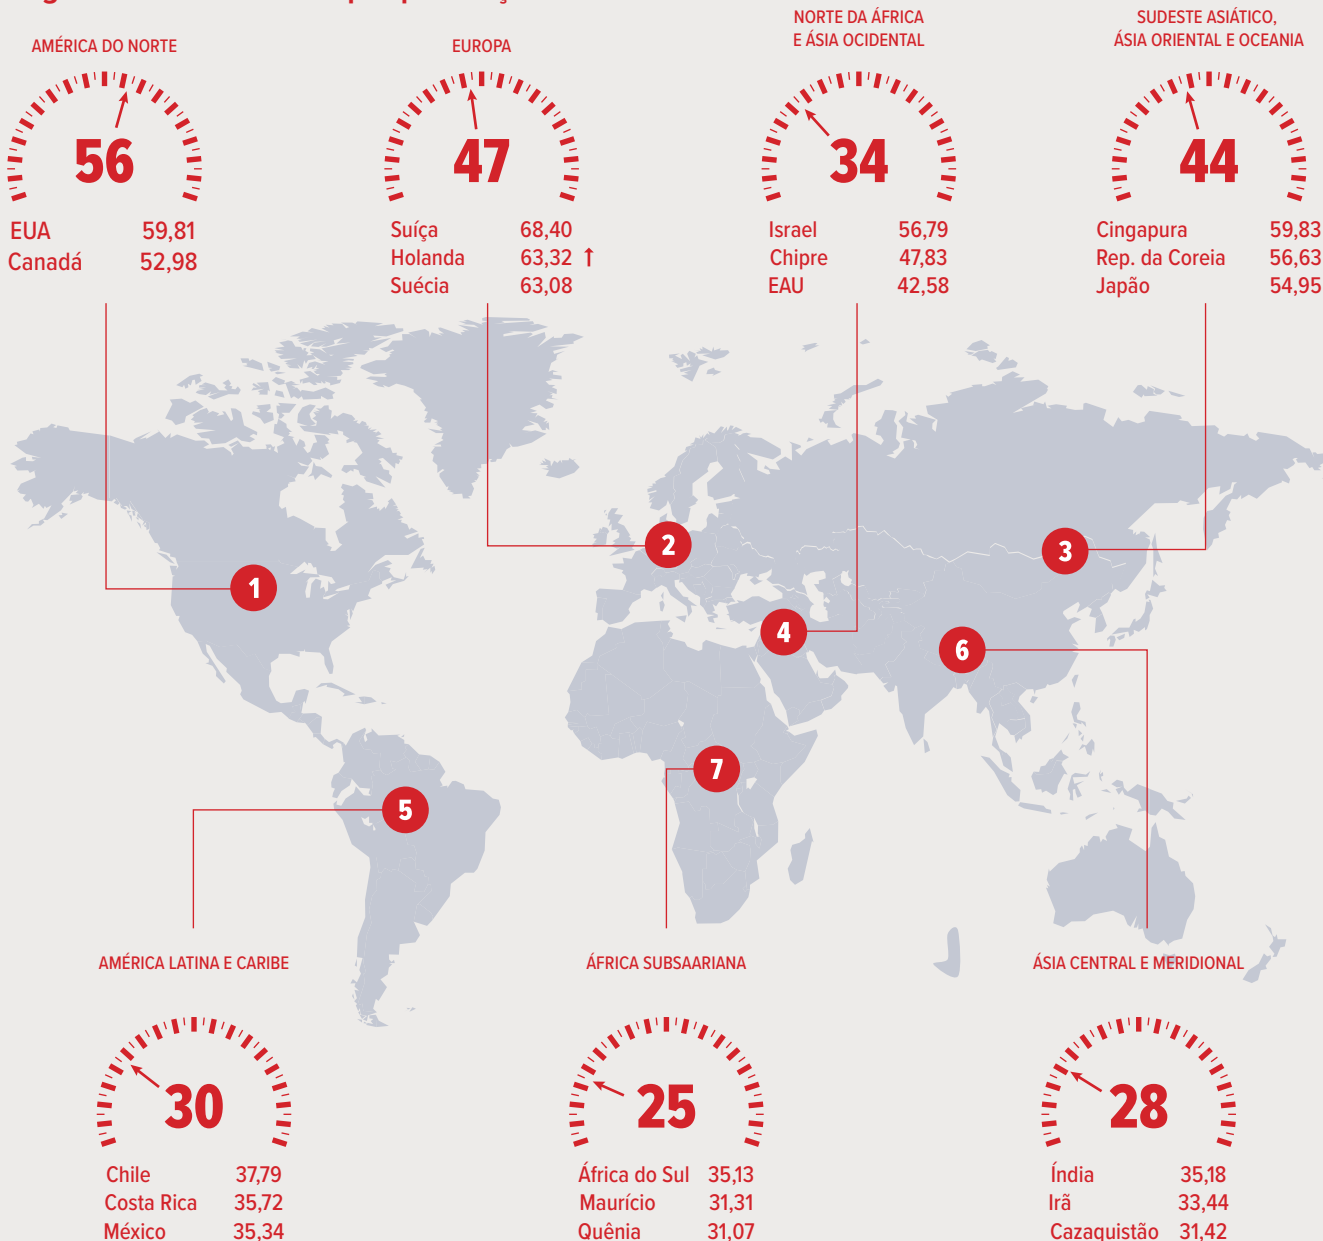 AMÉRICA DO NORTE
56
EUA 59,81
Canadá 52,98
EUROPA
47
Suíça 68,40
Holanda 63,32 ↑
Suécia 63,08
NORTE DA ÁFRICA
E ÁSIA OCIDENTAL
34
Israel 56,79
Chipre 47,83
EAU 42,58
SUDESTE ASIÁTICO,
ÁSIA ORIENTAL E OCEANIA
44
Cingapura 59,83
Rep. da Coreia 56,63
Japão 54,95
1
2
3
4
6
7
5
AMÉRICA LATINA E CARIBE
30
Chile 37,79
Costa Rica 35,72
México 35,34
ÁFRICA SUBSAARIANA
25
África do Sul 35,13
Maurício 31,31
Quênia 31,07
ÁSIA CENTRAL E MERIDIONAL
28
Índia 35,18
Irã 33,44
Cazaquistão 31,42